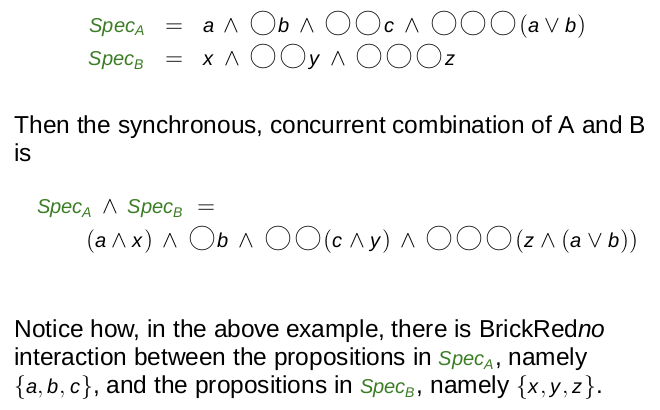 Spec_A = a ∧ ◯b ∧ ◯◯c ∧ ◯◯◯(a ∨ b)
Spec_B = x ∧ ◯◯y ∧ ◯◯◯z
Then the synchronous, concurrent combination of A and B
is
Spec_A ∧ Spec_B =
(a ∧ x) ∧ ◯b ∧ ◯◯(c ∧ y) ∧ ◯◯◯(z ∧ (a ∨ b))
Notice how, in the above example, there is BrickRedno
interaction between the propositions in Spec_A, namely
{a, b, c}, and the propositions in Spec_B, namely {x, y, z}.